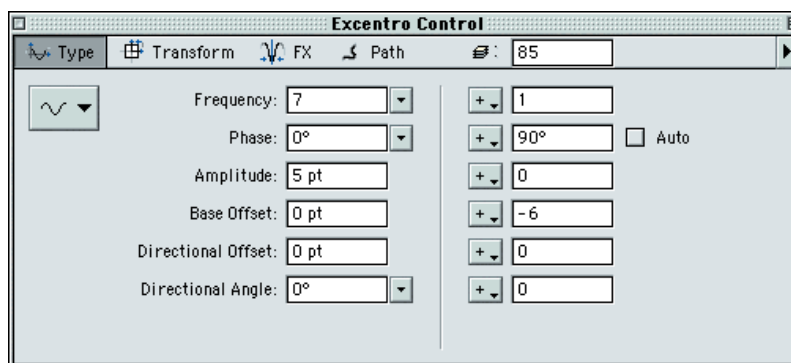 Excentro Control
Type Transform FX Path : 85
Frequency: 7 + 1
Phase: 0° + 90° Auto
Amplitude: 5 pt + 0
Base Offset: 0 pt + -6
Directional Offset: 0 pt + 0
Directional Angle: 0° + 0